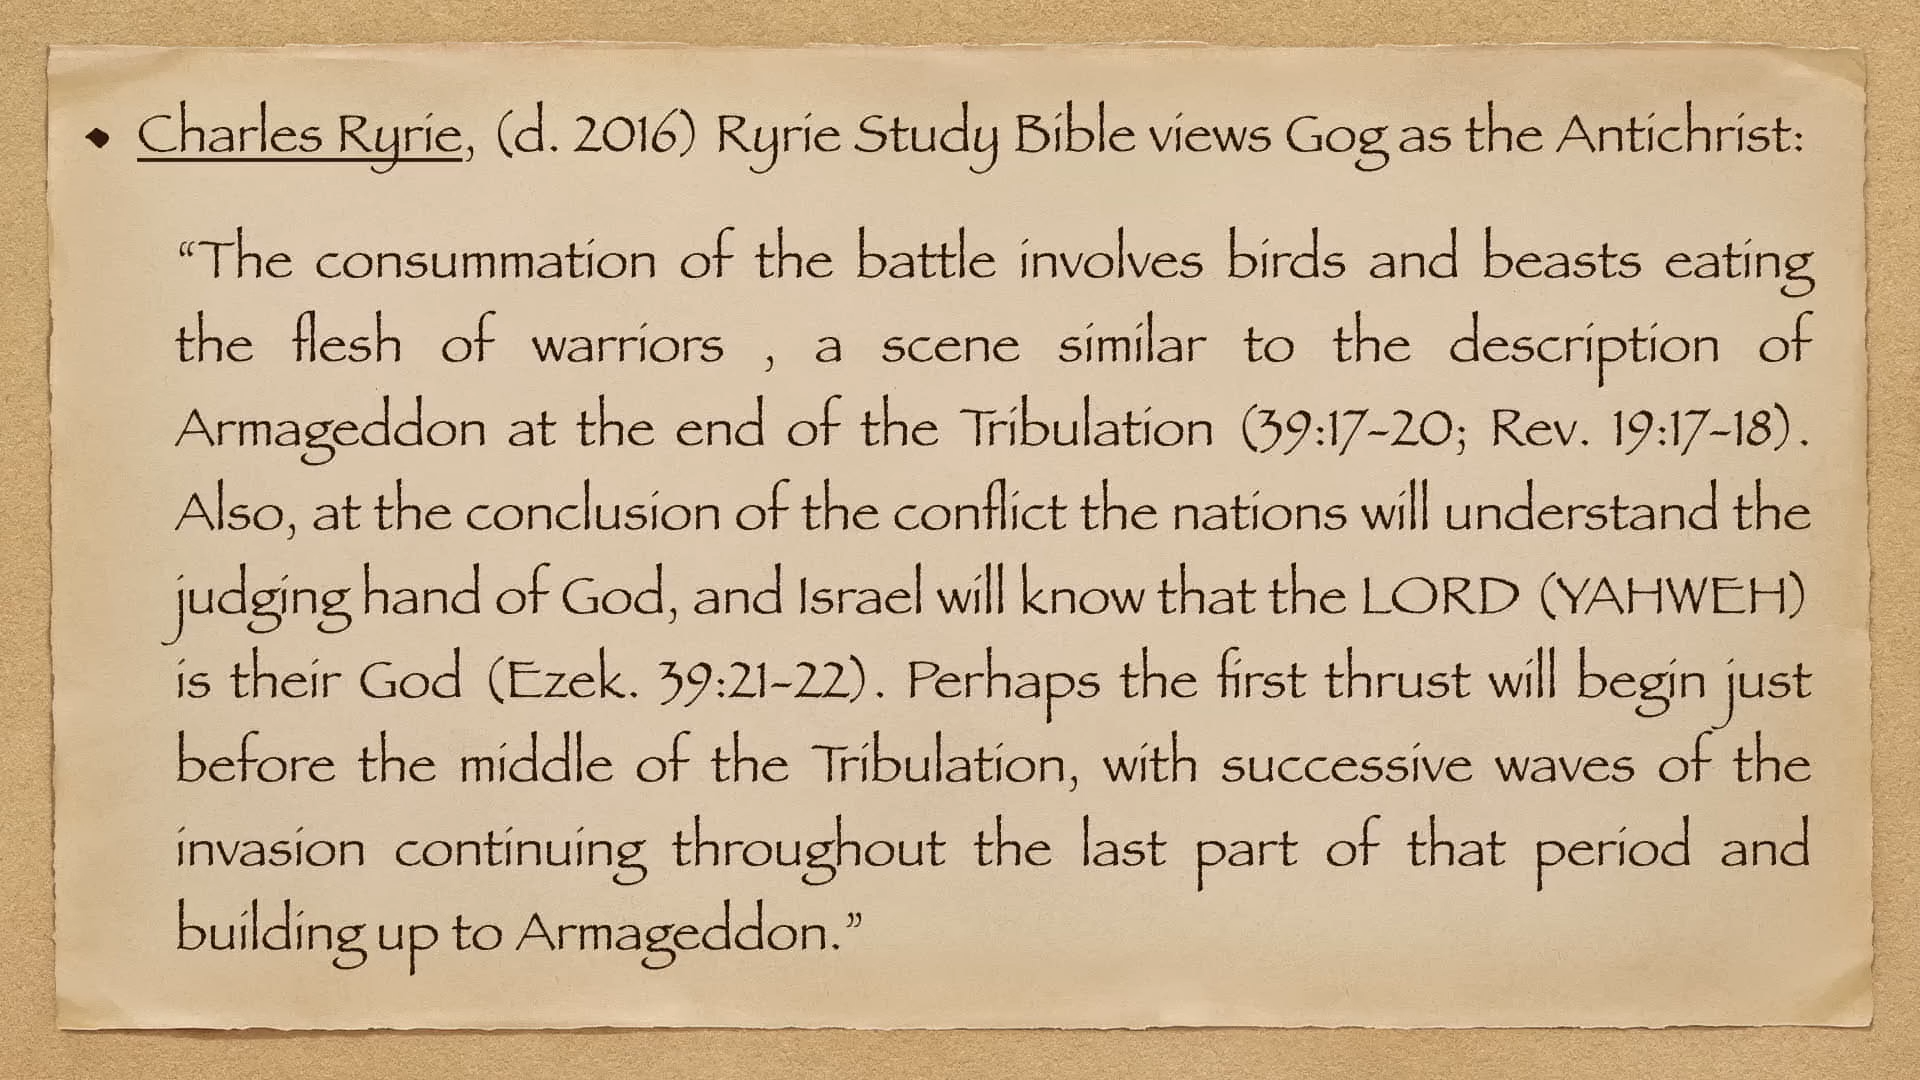 • Charles Ryrie, (d. 2016) Ryrie Study Bible views Gog as the Antichrist:
“The consummation of the battle involves birds and beasts eating
the flesh of warriors , a scene similar to the description of
Armageddon at the end of the Tribulation (39:17-20; Rev. 19:17-18).
Also, at the conclusion of the conflict the nations will understand the
judging hand of God, and Israel will know that the LORD (YAHWEH)
is their God (Ezek. 39:21-22). Perhaps the first thrust will begin just
before the middle of the Tribulation, with successive waves of the
invasion continuing throughout the last part of that period and
building up to Armageddon.”